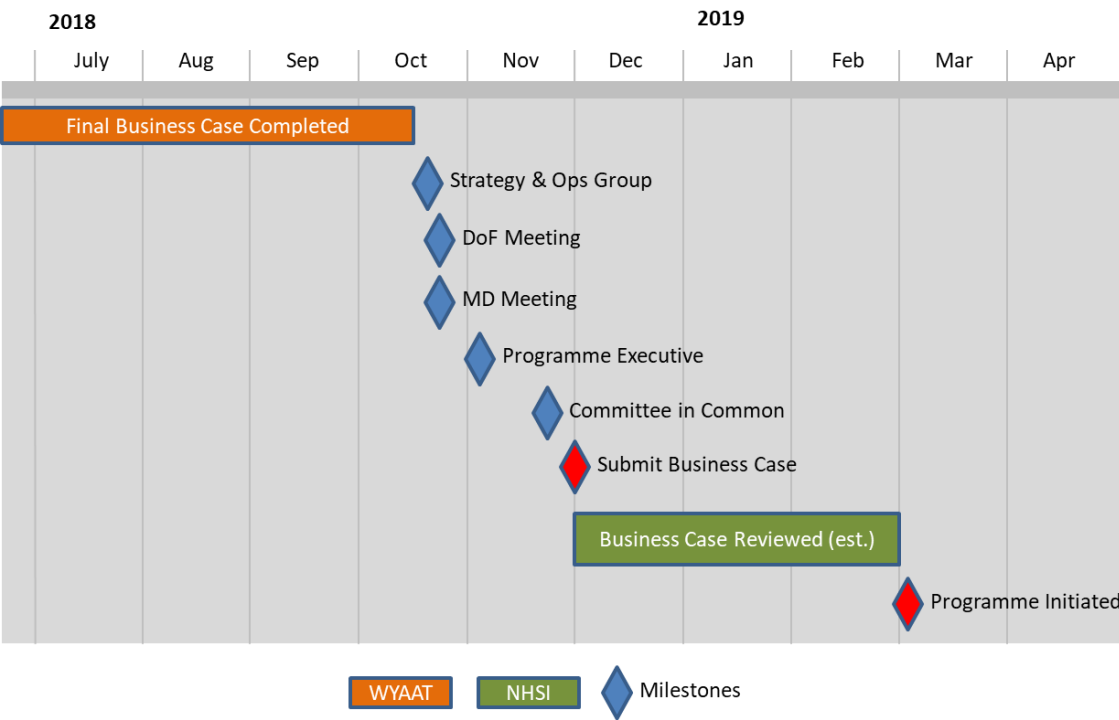 2018 2019
July Aug Sep Oct Nov Dec Jan Feb Mar Apr
Final Business Case Completed
Strategy & Ops Group
DoF Meeting
MD Meeting
Programme Executive
Committee in Common
Submit Business Case
Business Case Reviewed (est.)
Programme Initiated
WYAAT NHSI Milestones